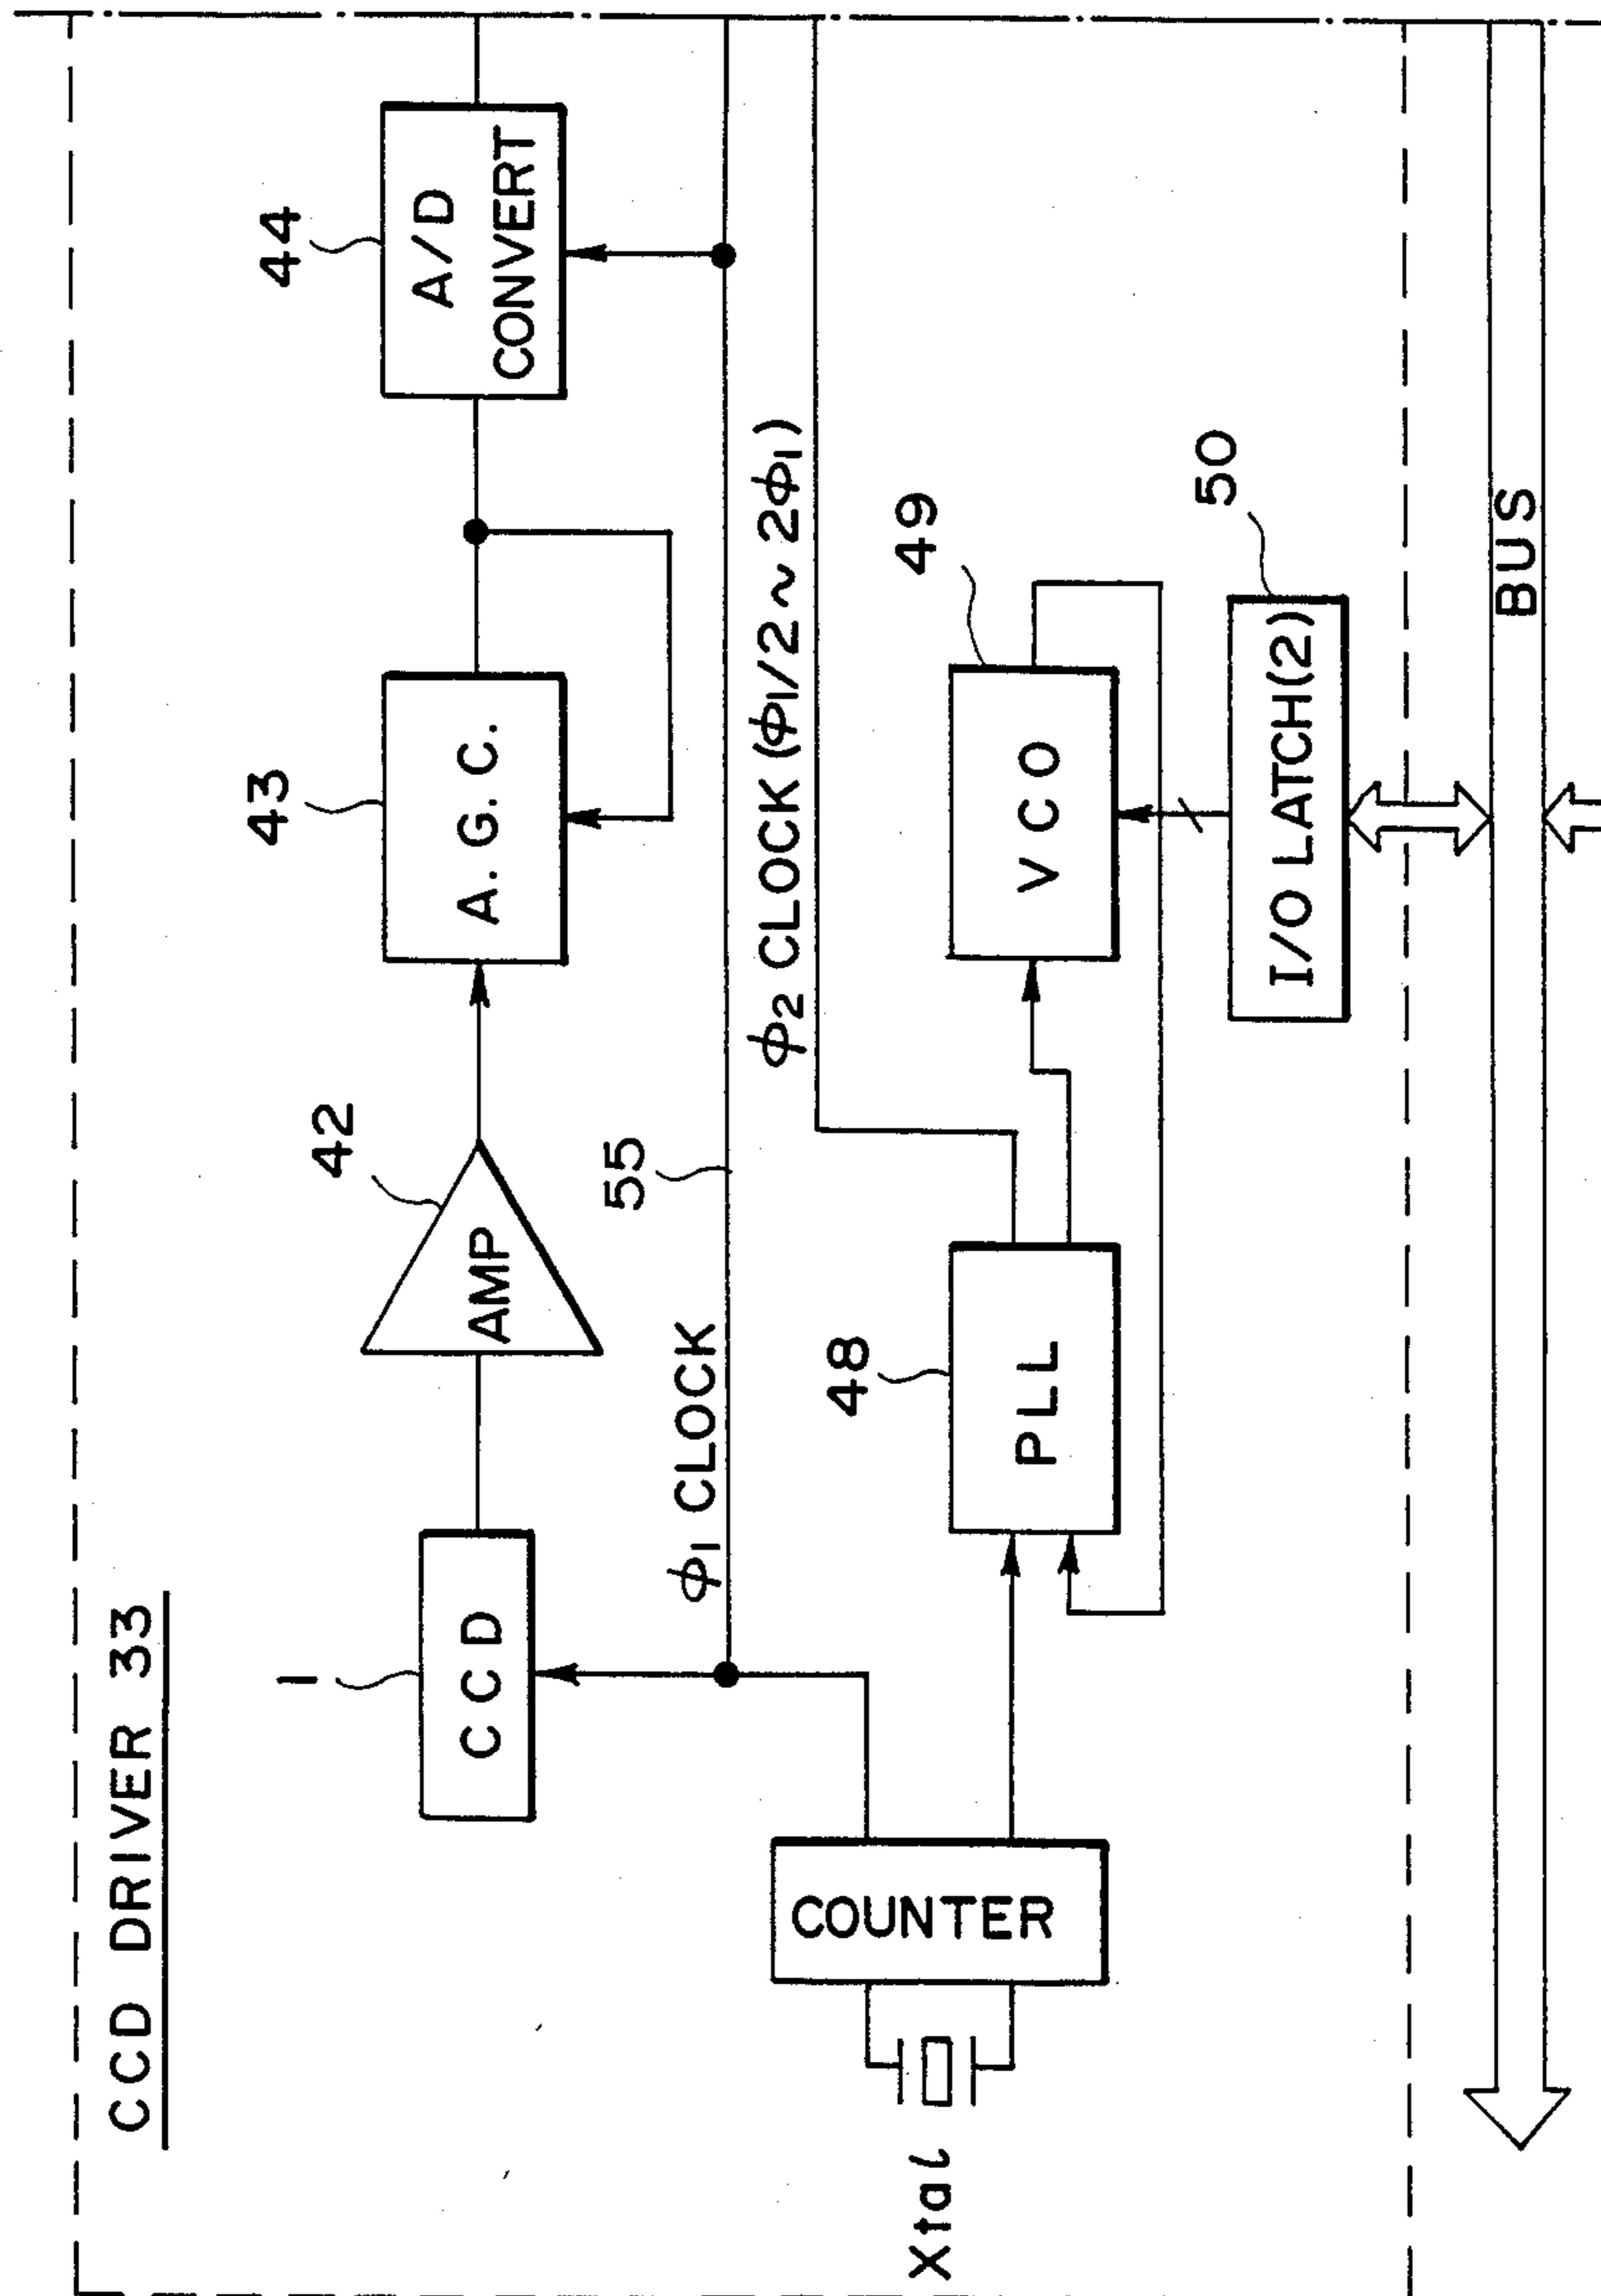 CCD DRIVER 33
1
CCD
42
AMP
43
A. G. C.
44
A/D
CONVERT
ϕ1 CLOCK
55
ϕ2 CLOCK (ϕ1/2 ~ 2ϕ1)
Xtal
COUNTER
48
PLL
49
VCO
50
I/O LATCH(2)
BUS